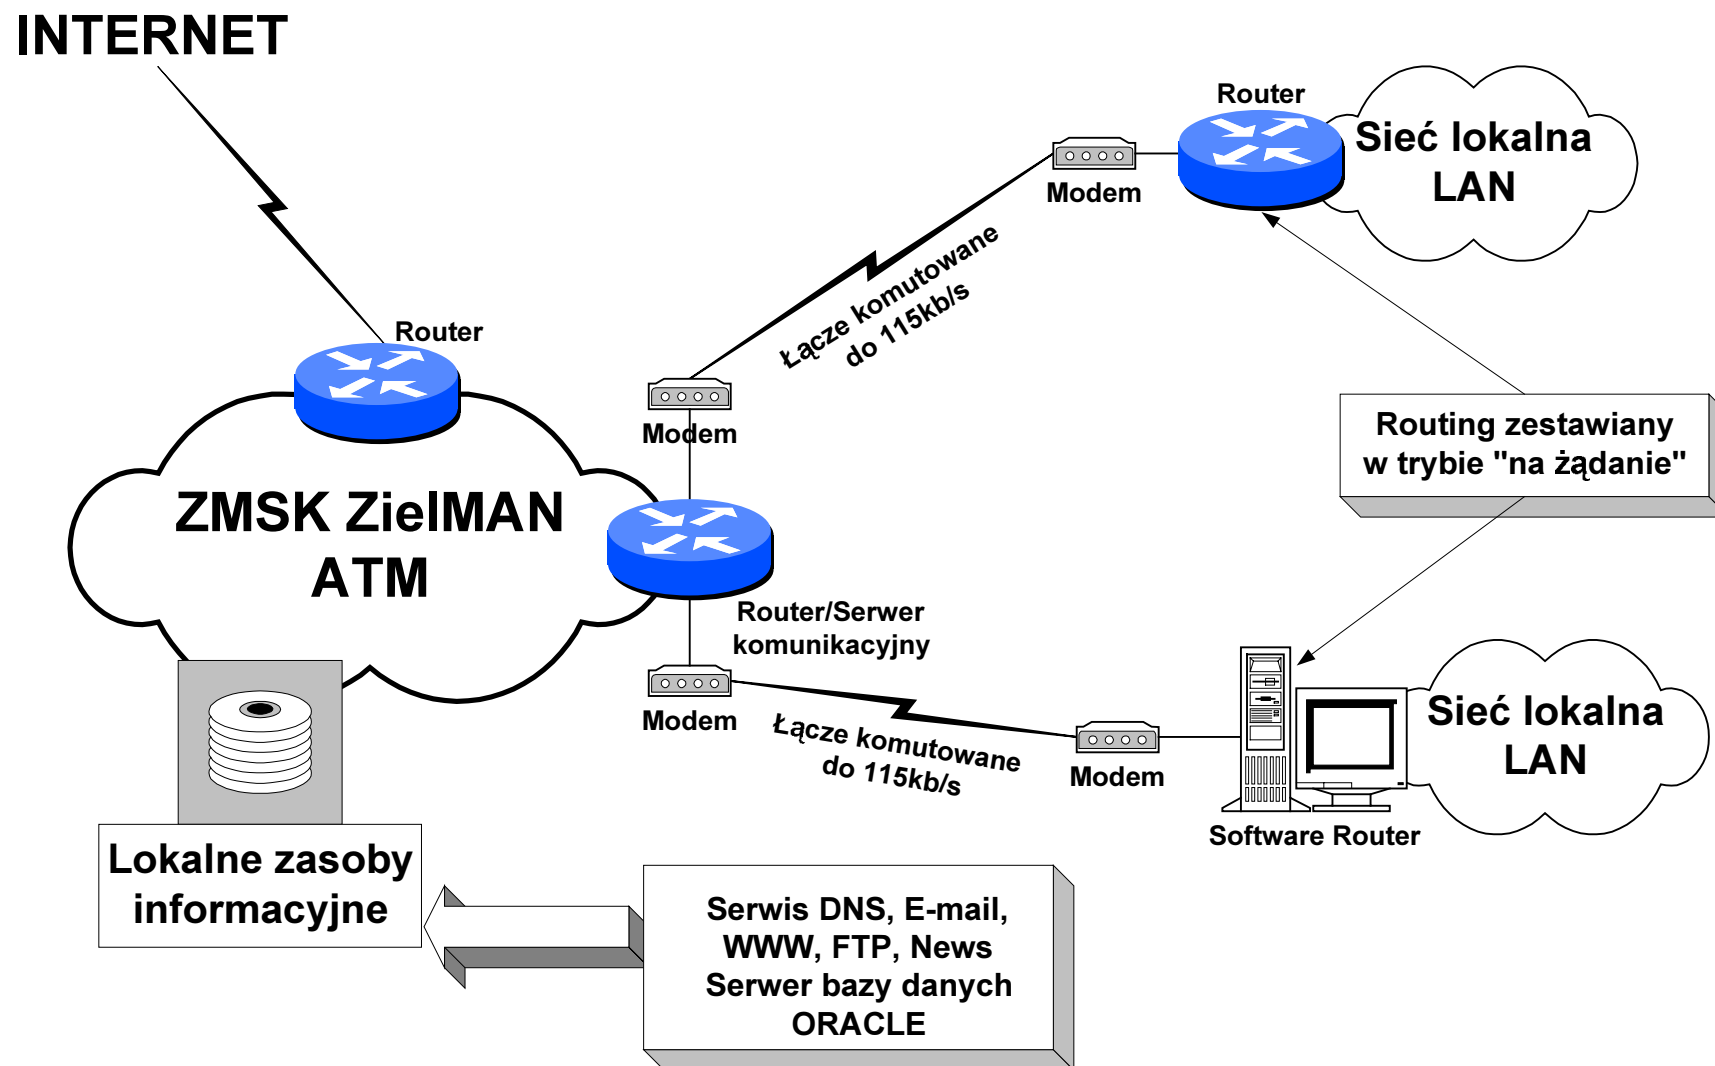 INTERNET
Router
Sieć lokalna
LAN
Modem
Łącze komutowane
do 115kb/s
Router
Modem
Routing zestawiany
w trybie "na żądanie"
ZMSK ZielMAN
ATM
Router/Serwer
komunikacyjny
Modem
Łącze komutowane
do 115kb/s
Modem
Sieć lokalna
LAN
Software Router
Lokalne zasoby
informacyjne
Serwis DNS, E-mail,
WWW, FTP, News
Serwer bazy danych
ORACLE